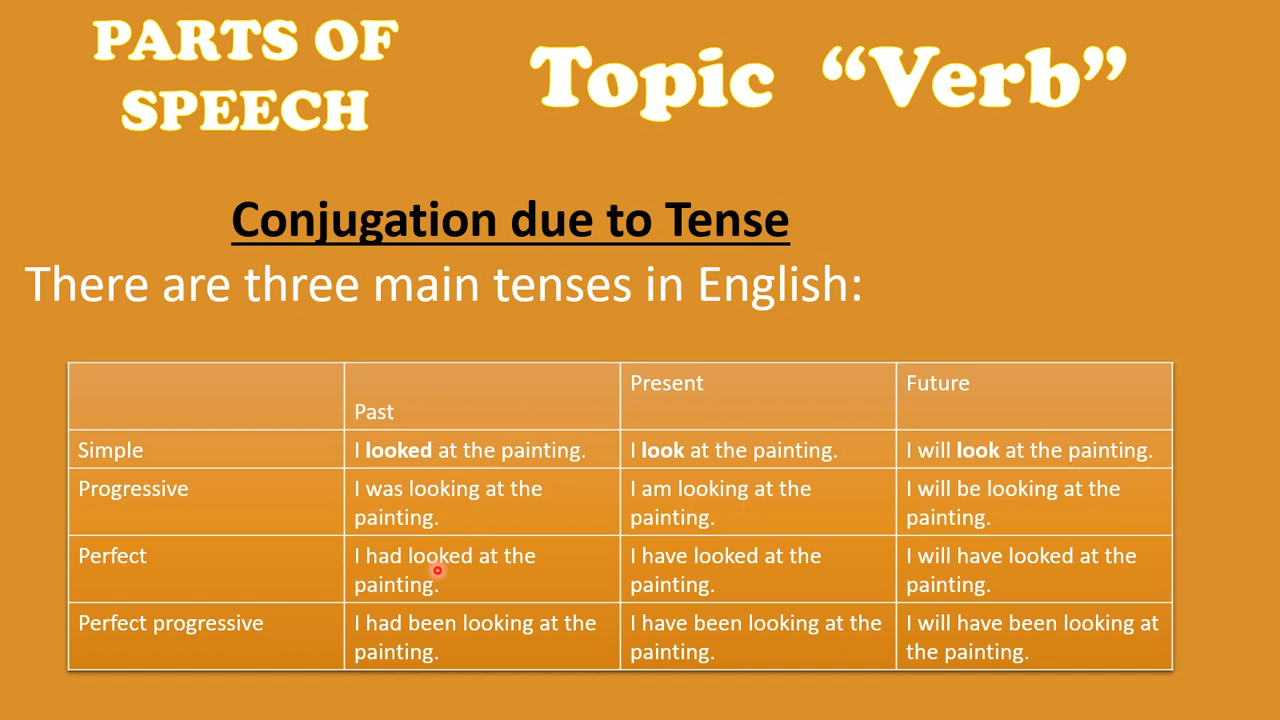 PARTS OF
SPEECH
Topic “Verb”
Conjugation due to Tense
There are three main tenses in English:
Past
Present
Future
Simple
I looked at the painting.
I look at the painting.
I will look at the painting.
Progressive
I was looking at the
painting.
I am looking at the
painting.
I will be looking at the
painting.
Perfect
I had looked at the
painting.
I have looked at the
painting.
I will have looked at the
painting.
Perfect progressive
I had been looking at the
painting.
I have been looking at the
painting.
I will have been looking at
the painting.